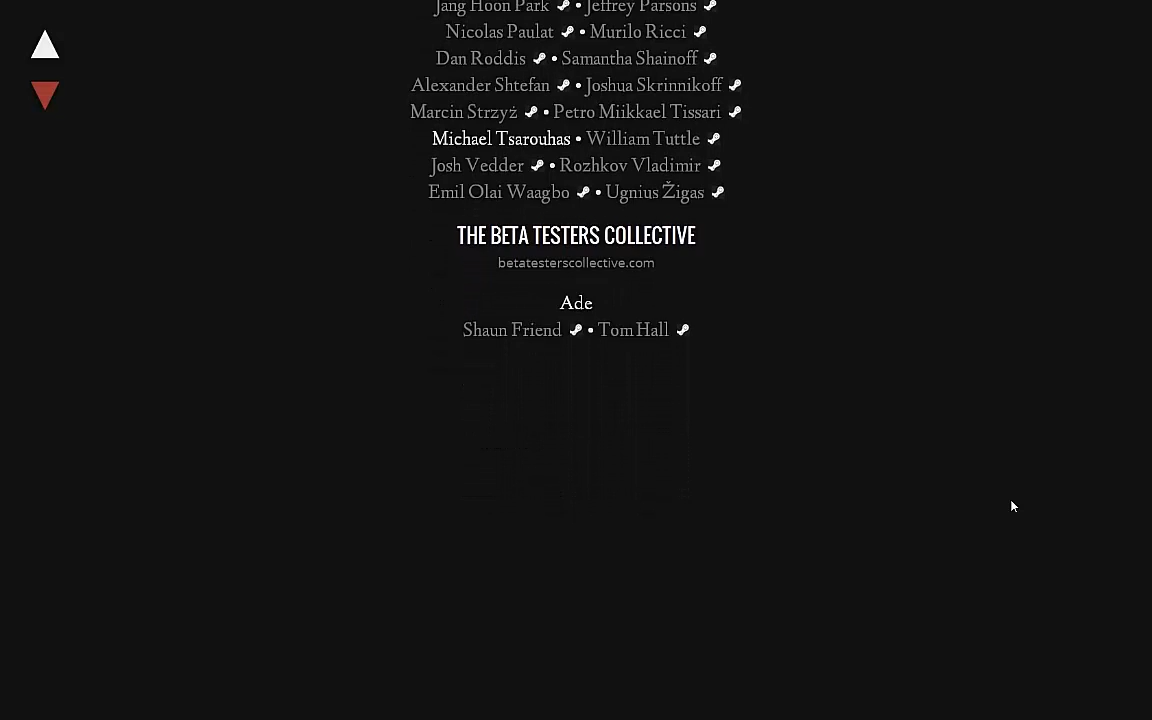 Jang Hoon Park • Jeffrey Parsons
Nicolas Paulat • Murilo Ricci
Dan Roddis • Samantha Shainoff
Alexander Shtefan • Joshua Skrinnikoff
Marcin Strzyż • Petro Miikkael Tissari
Michael Tsarouhas • William Tuttle
Josh Vedder • Rozhkov Vladimir
Emil Olai Waagbo • Ugnius Žigas
THE BETA TESTERS COLLECTIVE
betatesterscollective.com
Ade
Shaun Friend • Tom Hall